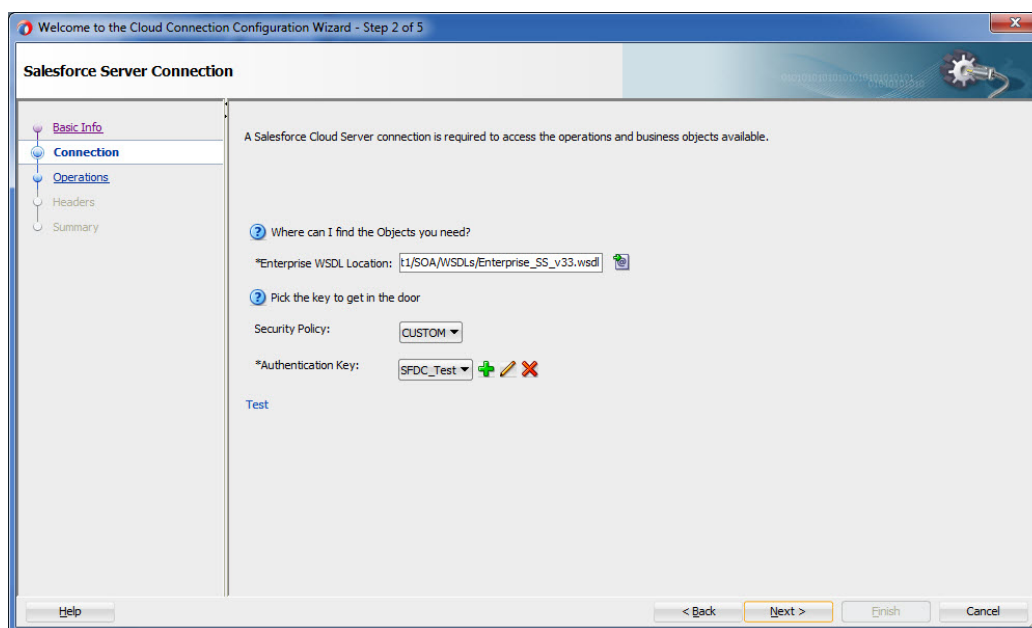 Welcome to the Cloud Connection Configuration Wizard - Step 2 of 5
X
Salesforce Server Connection
Basic Info
Connection
Operations
Headers
Summary
A Salesforce Cloud Server connection is required to access the operations and business objects available.
? Where can I find the Objects you need?
*Enterprise WSDL Location: t1/SOA/WSDLs/Enterprise_SS_v33.wsdl
? Pick the key to get in the door
Security Policy: CUSTOM
*Authentication Key: SFDC_Test
Test
Help < Back Next > Finish Cancel